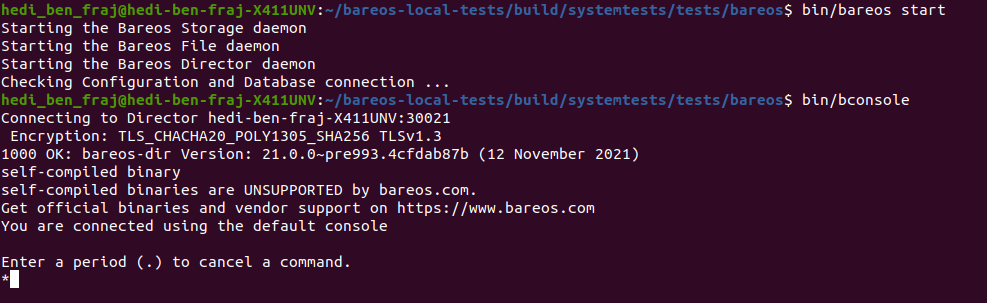 hedi_ben_fraj@hedi-ben-fraj-X411UNV:~/bareos-local-tests/build/systemtests/tests/bareos$ bin/bareos start
Starting the Bareos Storage daemon
Starting the Bareos File daemon
Starting the Bareos Director daemon
Checking Configuration and Database connection ...
hedi_ben_fraj@hedi-ben-fraj-X411UNV:~/bareos-local-tests/build/systemtests/tests/bareos$ bin/bconsole
Connecting to Director hedi-ben-fraj-X411UNV:30021
 Encryption: TLS_CHACHA20_POLY1305_SHA256 TLSv1.3
1000 OK: bareos-dir Version: 21.0.0~pre993.4cfdab87b (12 November 2021)
self-compiled binary
self-compiled binaries are UNSUPPORTED by bareos.com.
Get official binaries and vendor support on https://www.bareos.com
You are connected using the default console

Enter a period (.) to cancel a command.
*